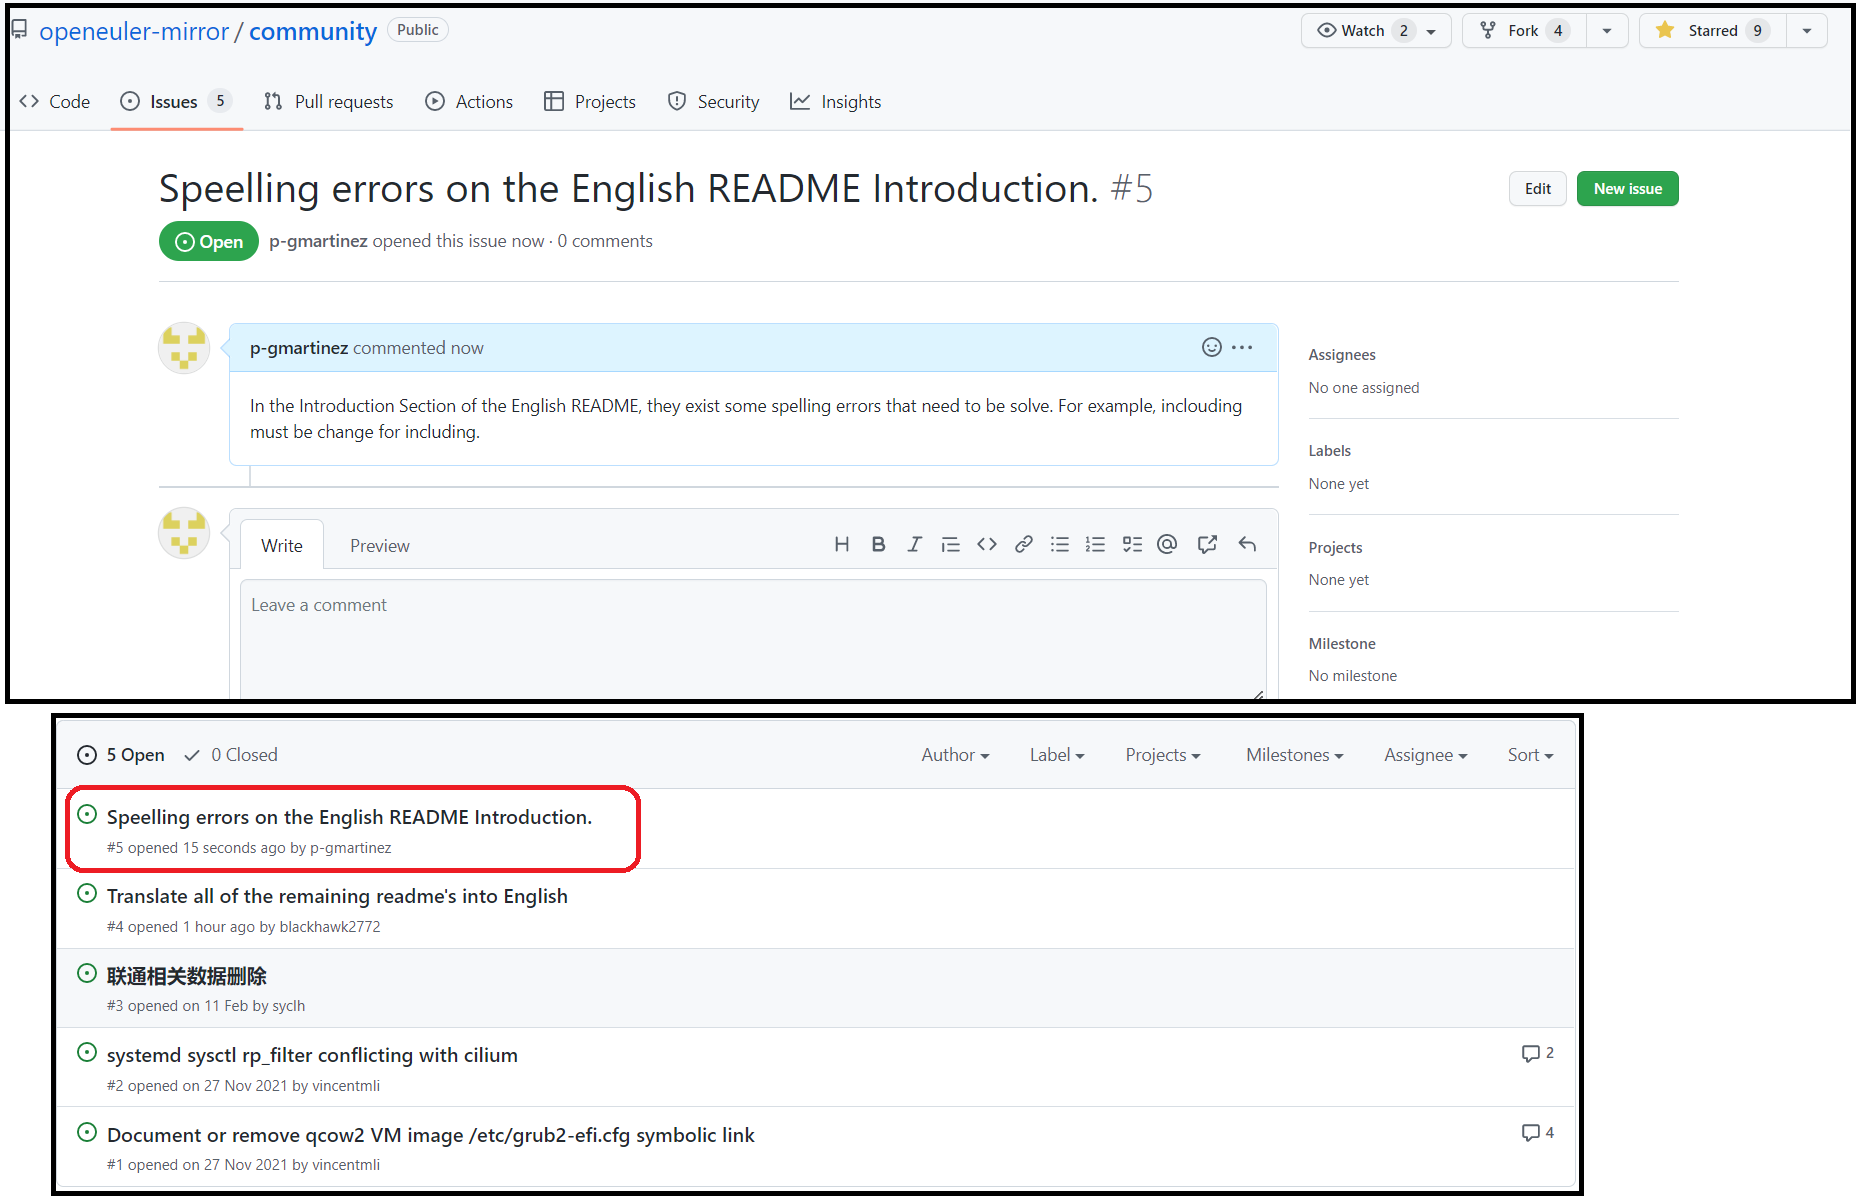 openeuler-mirror / community Public Watch 2 Fork 4 Starred 9
Code Issues 5 Pull requests Actions Projects Security Insights
Speelling errors on the English README Introduction. #5 Edit New issue
Open p-gmartinez opened this issue now · 0 comments
p-gmartinez commented now
In the Introduction Section of the English README, they exist some spelling errors that need to be solve. For example, inclouding
must be change for including.
Assignees
No one assigned
Labels
None yet
Projects
None yet
Milestone
No milestone
Write Preview
Leave a comment
5 Open 0 Closed Author Label Projects Milestones Assignee Sort
Speelling errors on the English README Introduction.
#5 opened 15 seconds ago by p-gmartinez
Translate all of the remaining readme's into English
#4 opened 1 hour ago by blackhawk2772
联通相关数据删除
#3 opened on 11 Feb by syclh
systemd sysctl rp_filter conflicting with cilium 2
#2 opened on 27 Nov 2021 by vincentmli
Document or remove qcow2 VM image /etc/grub2-efi.cfg symbolic link 4
#1 opened on 27 Nov 2021 by vincentmli